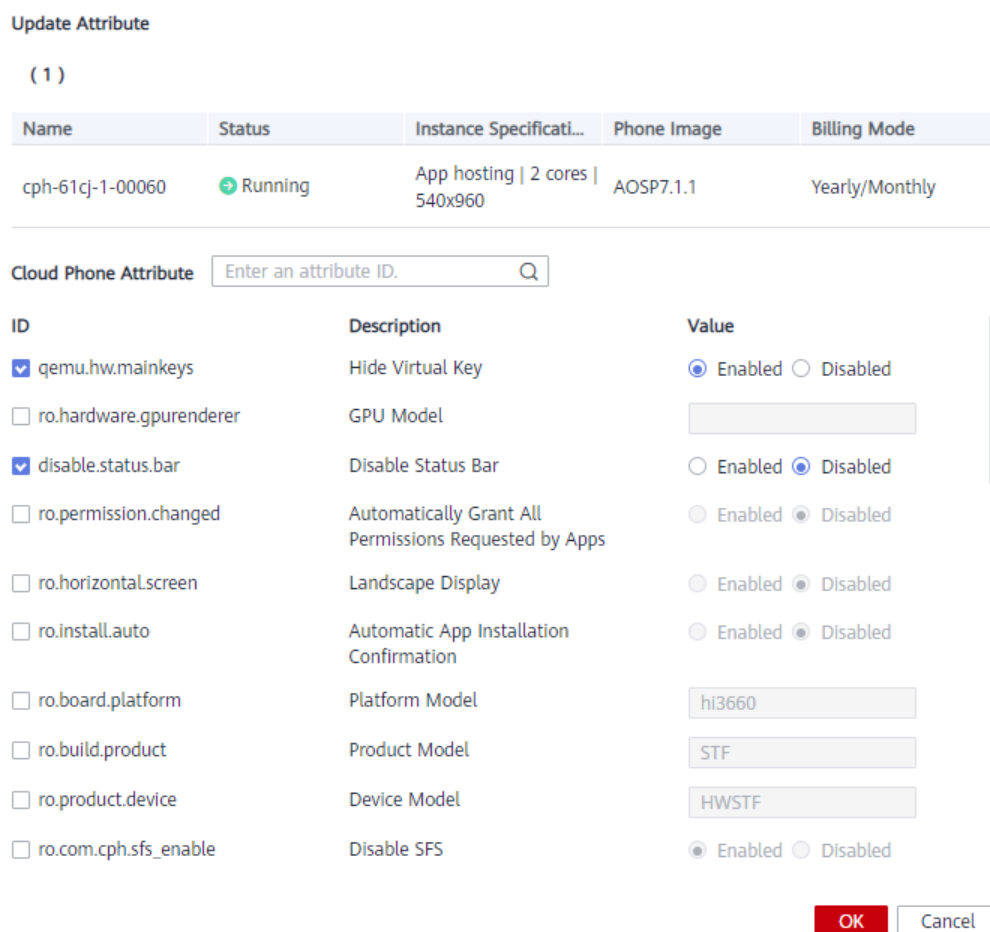 Update Attribute
( 1 )
Name Status Instance Specificati... Phone Image Billing Mode
cph-61cj-1-00060 Running App hosting | 2 cores | 540x960 AOSP7.1.1 Yearly/Monthly
Cloud Phone Attribute Enter an attribute ID.
ID Description Value
qemu.hw.mainkeys Hide Virtual Key Enabled Disabled
ro.hardware.gpurenderer GPU Model
disable.status.bar Disable Status Bar Enabled Disabled
ro.permission.changed Automatically Grant All Permissions Requested by Apps Enabled Disabled
ro.horizontal.screen Landscape Display Enabled Disabled
ro.install.auto Automatic App Installation Confirmation Enabled Disabled
ro.board.platform Platform Model hi3660
ro.build.product Product Model STF
ro.product.device Device Model HWSTF
ro.com.cph.sfs_enable Disable SFS Enabled Disabled
OK Cancel